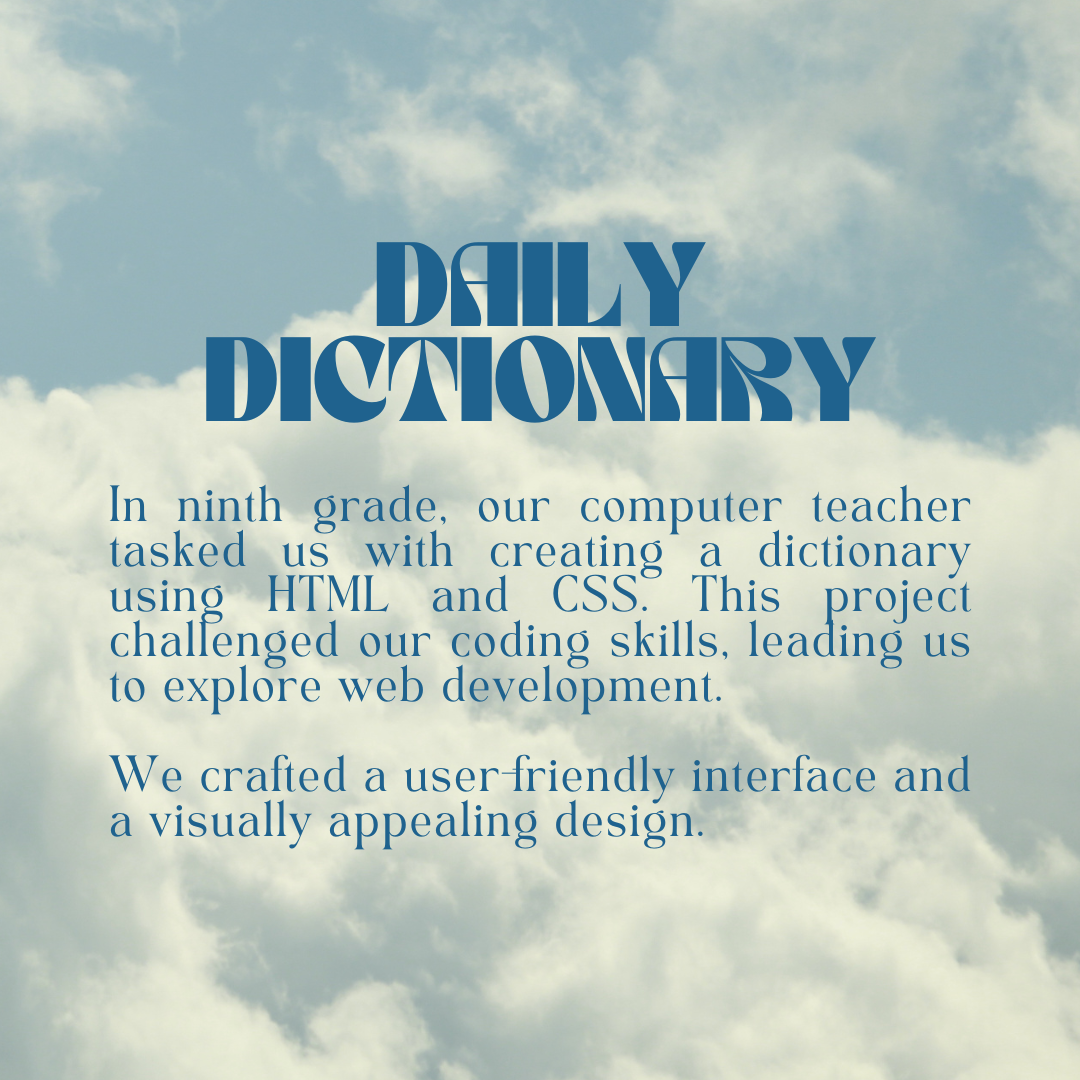 DAILY
DICTIONARY
In ninth grade, our computer teacher
tasked us with creating a dictionary
using HTML and CSS. This project
challenged our coding skills, leading us
to explore web development.
We crafted a user-friendly interface and
a visually appealing design.